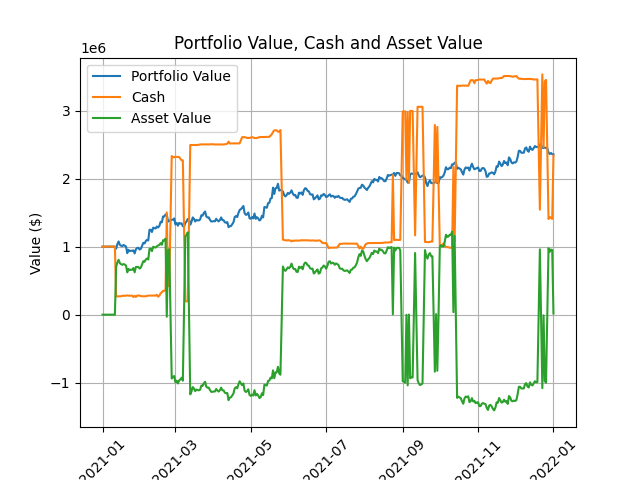 Portfolio Value, Cash and Asset Value
1e6
Portfolio Value
Cash
Asset Value
3
2
1
0
−1
Value ($)
2021-01
2021-03
2021-05
2021-07
2021-09
2021-11
2022-01